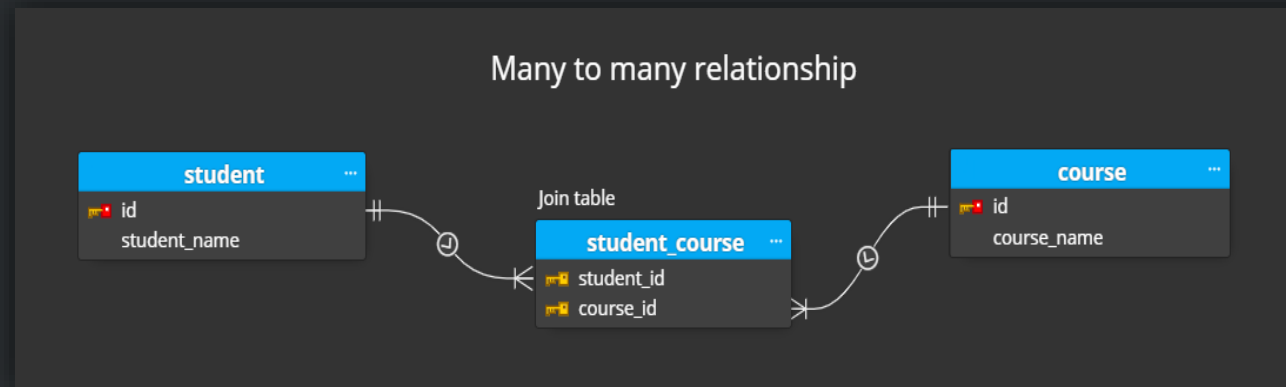 Many to many relationship
student
id
student_name
Join table
student_course
student_id
course_id
course
id
course_name